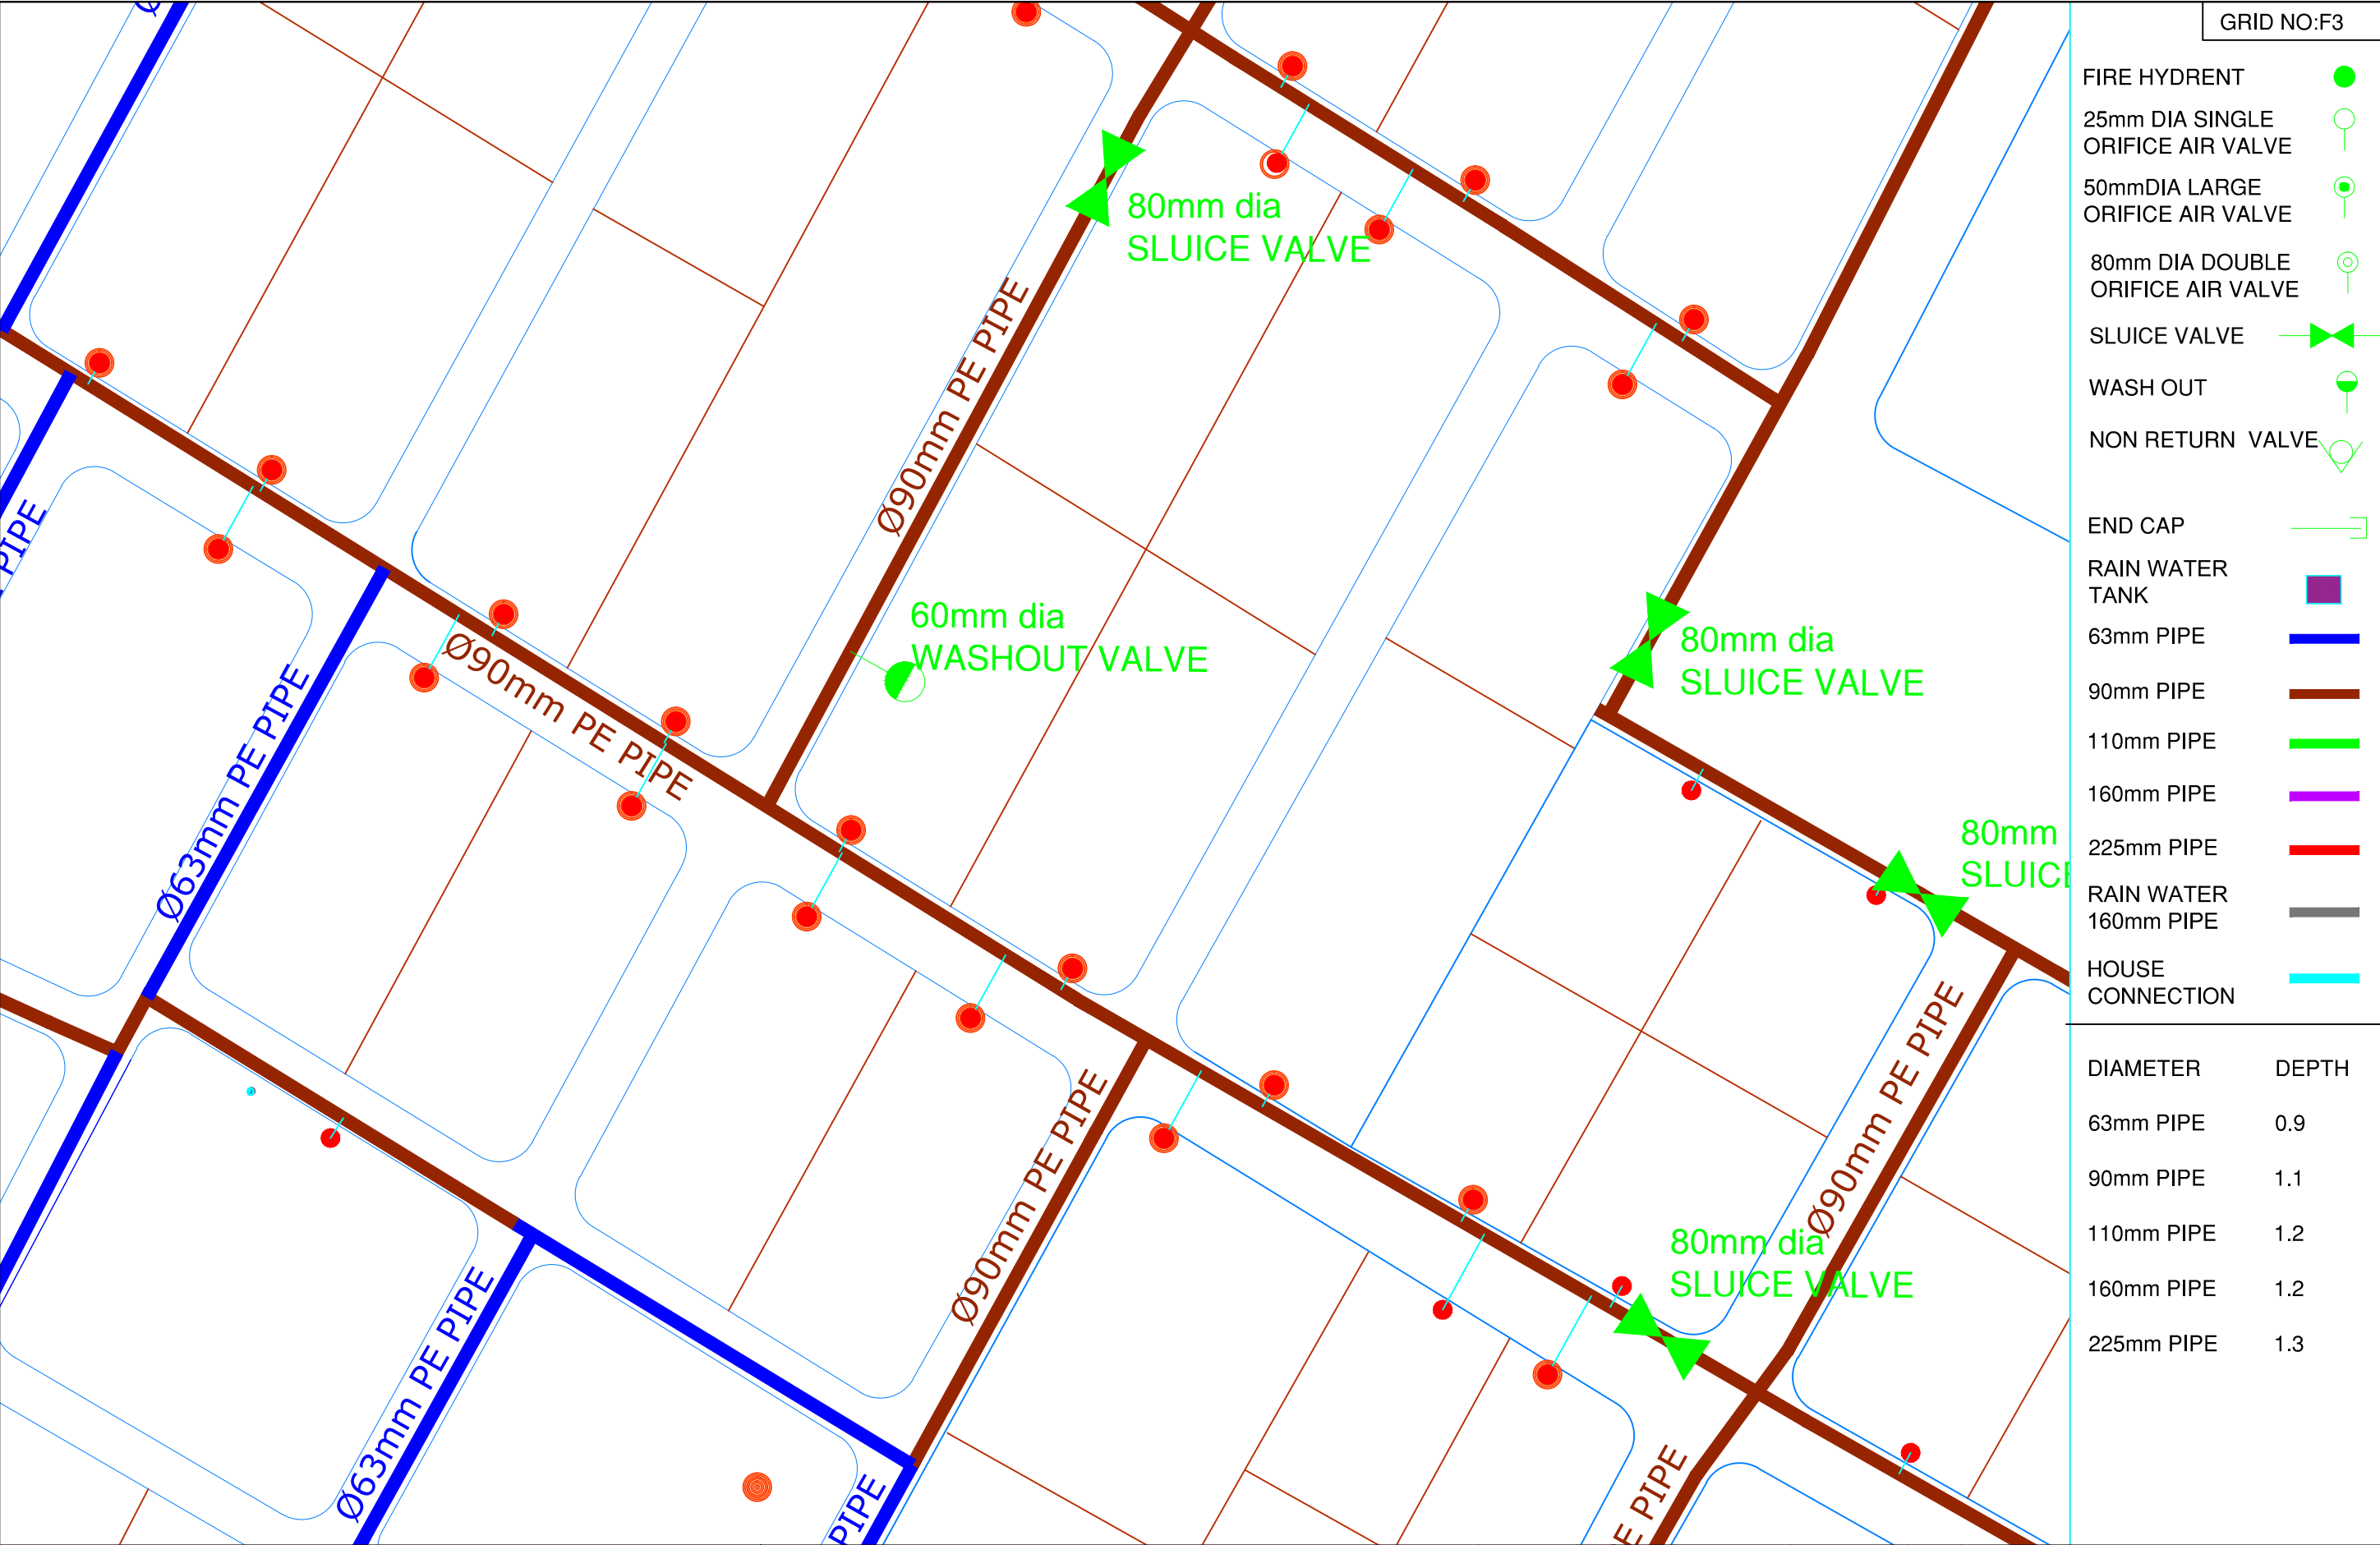 GRID NO:F3
FIRE HYDRENT
25mm DIA SINGLE
ORIFICE AIR VALVE
50mmDIA LARGE
ORIFICE AIR VALVE
80mm DIA DOUBLE
ORIFICE AIR VALVE
SLUICE VALVE
WASH OUT
NON RETURN VALVE
END CAP
RAIN WATER
TANK
63mm PIPE
90mm PIPE
110mm PIPE
160mm PIPE
225mm PIPE
RAIN WATER
160mm PIPE
HOUSE
CONNECTION
DIAMETER DEPTH
63mm PIPE 0.9
90mm PIPE 1.1
110mm PIPE 1.2
160mm PIPE 1.2
225mm PIPE 1.3
80mm dia
SLUICE VALVE
Ø90mm PE PIPE
60mm dia
WASHOUT VALVE
80mm dia
SLUICE VALVE
PIPE
Ø90mm PE PIPE
Ø63mm PE PIPE
80mm
SLUICE
Ø90mm PE PIPE
Ø90mm PE PIPE
80mm dia
SLUICE VALVE
Ø63mm PE PIPE
PIPE
E PIPE